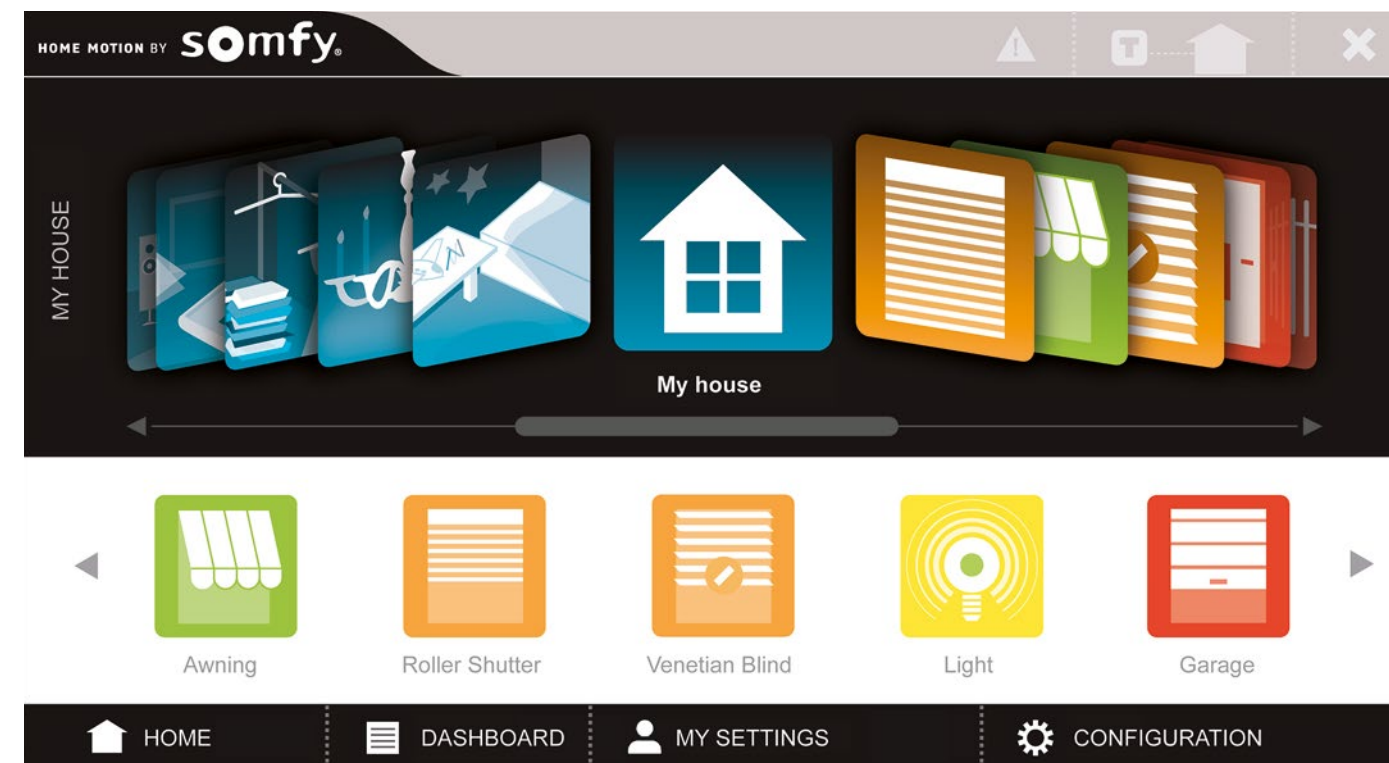 HOME MOTION BY somfy®
T
MY HOUSE
My house
Awning
Roller Shutter
Venetian Blind
Light
Garage
HOME
DASHBOARD
MY SETTINGS
CONFIGURATION